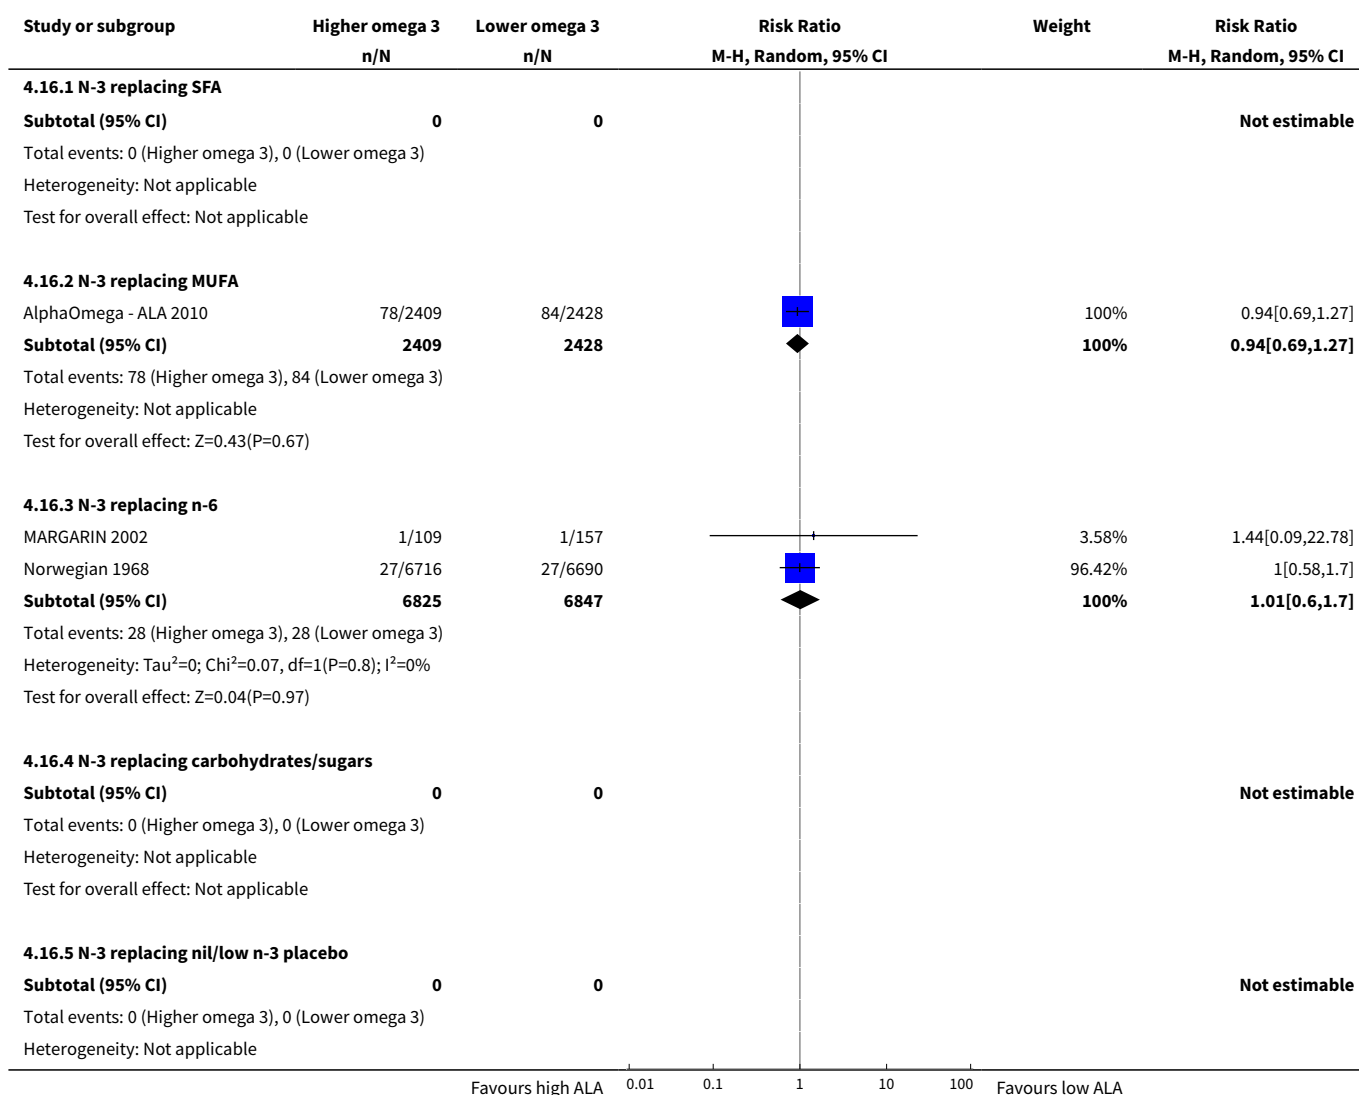 Study or subgroup Higher omega 3 Lower omega 3 Risk Ratio Weight Risk Ratio
n/N n/N M-H, Random, 95% CI M-H, Random, 95% CI
4.16.1 N-3 replacing SFA
Subtotal (95% CI) 0 0 Not estimable
Total events: 0 (Higher omega 3), 0 (Lower omega 3)
Heterogeneity: Not applicable
Test for overall effect: Not applicable
4.16.2 N-3 replacing MUFA
AlphaOmega - ALA 2010 78/2409 84/2428 100% 0.94[0.69,1.27]
Subtotal (95% CI) 2409 2428 100% 0.94[0.69,1.27]
Total events: 78 (Higher omega 3), 84 (Lower omega 3)
Heterogeneity: Not applicable
Test for overall effect: Z=0.43(P=0.67)
4.16.3 N-3 replacing n-6
MARGARIN 2002 1/109 1/157 3.58% 1.44[0.09,22.78]
Norwegian 1968 27/6716 27/6690 96.42% 1[0.58,1.7]
Subtotal (95% CI) 6825 6847 100% 1.01[0.6,1.7]
Total events: 28 (Higher omega 3), 28 (Lower omega 3)
Heterogeneity: Tau²=0; Chi²=0.07, df=1(P=0.8); I²=0%
Test for overall effect: Z=0.04(P=0.97)
4.16.4 N-3 replacing carbohydrates/sugars
Subtotal (95% CI) 0 0 Not estimable
Total events: 0 (Higher omega 3), 0 (Lower omega 3)
Heterogeneity: Not applicable
Test for overall effect: Not applicable
4.16.5 N-3 replacing nil/low n-3 placebo
Subtotal (95% CI) 0 0 Not estimable
Total events: 0 (Higher omega 3), 0 (Lower omega 3)
Heterogeneity: Not applicable
Favours high ALA 0.01 0.1 1 10 100 Favours low ALA